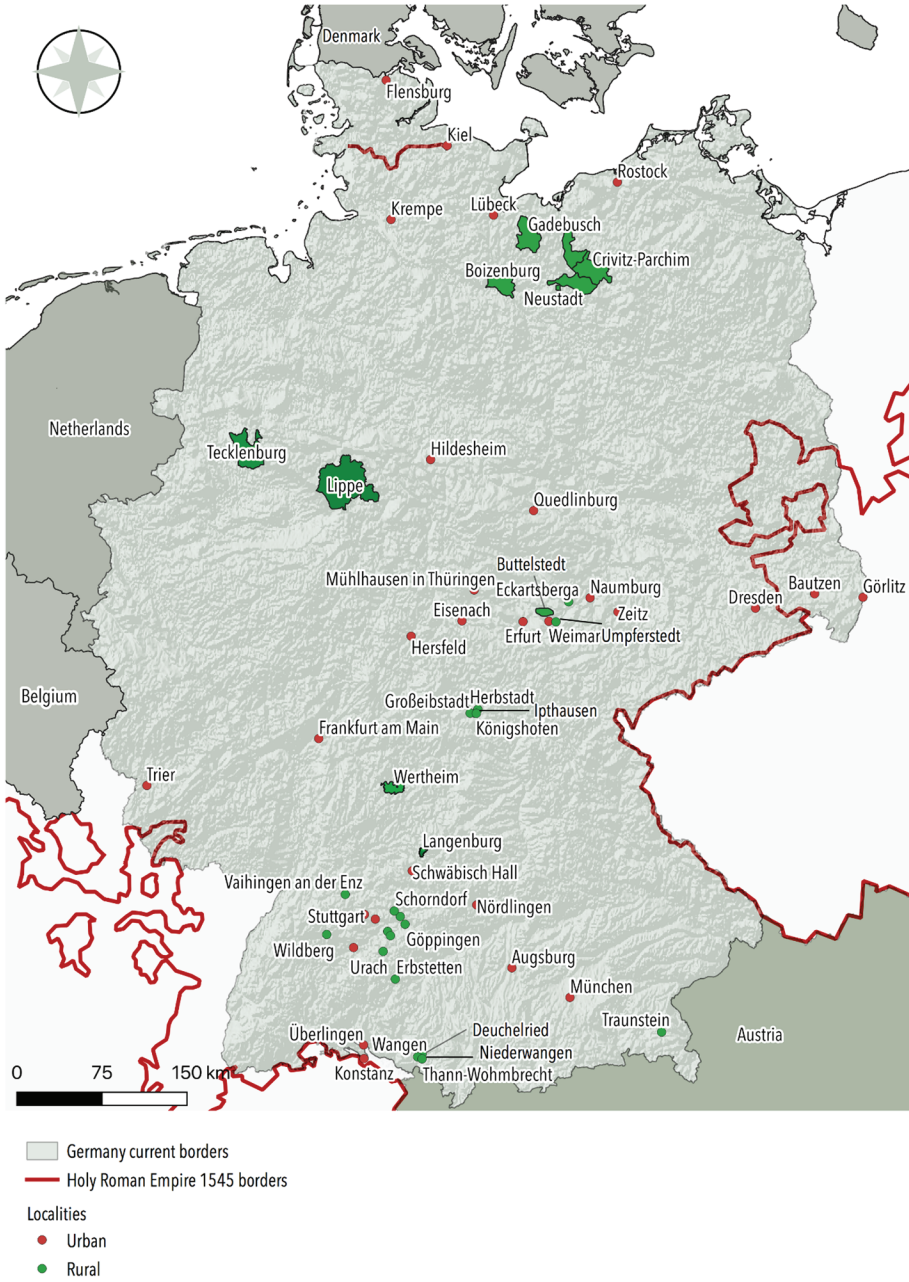 Denmark
Flensburg
Kiel
Rostock
Krempe
Lübeck
Gadebusch
Crivitz-Parchim
Boizenburg
Neustadt
Netherlands
Tecklenburg
Hildesheim
Lippe
Quedlinburg
Buttelstedt
Mühlhausen in Thüringen
Eckartsberga
Naumburg
Bautzen
Görlitz
Dresden
Eisenach
Zeitz
Erfurt
Weimar
Umpferstedt
Hersfeld
Belgium
Großeibstadt
Herbstadt
Ipthausen
Königshofen
Frankfurt am Main
Trier
Wertheim
Langenburg
Schwäbisch Hall
Vaihingen an der Enz
Schorndorf
Nördlingen
Stuttgart
Göppingen
Wildberg
Urach
Erbstetten
Augsburg
München
Traunstein
Austria
Deuchelried
Überlingen
Wangen
Niederwangen
Konstanz
Thann-Wohmbrecht
0 75 150 km
Germany current borders
Holy Roman Empire 1545 borders
Localities
Urban
Rural